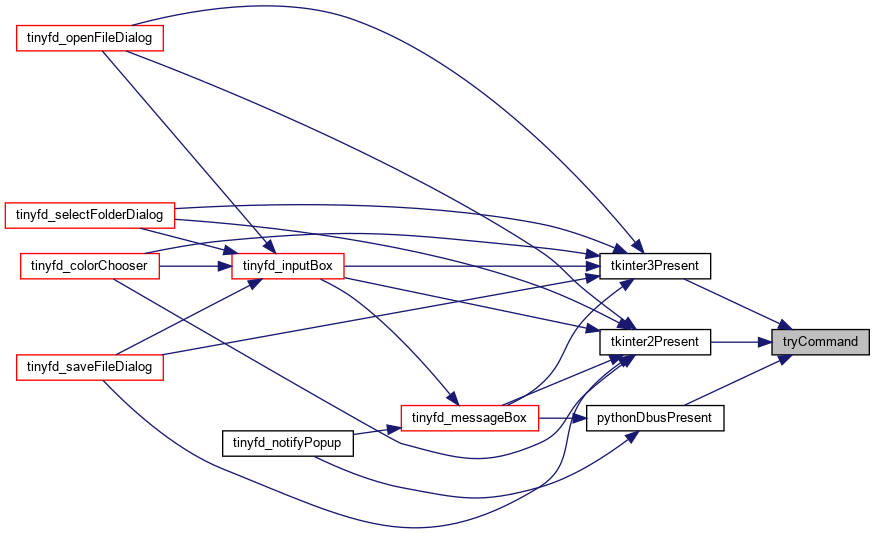 tinyfd_openFileDialog
tinyfd_selectFolderDialog
tinyfd_colorChooser
tinyfd_inputBox
tkinter3Present
tkinter2Present
tryCommand
tinyfd_saveFileDialog
tinyfd_messageBox
pythonDbusPresent
tinyfd_notifyPopup